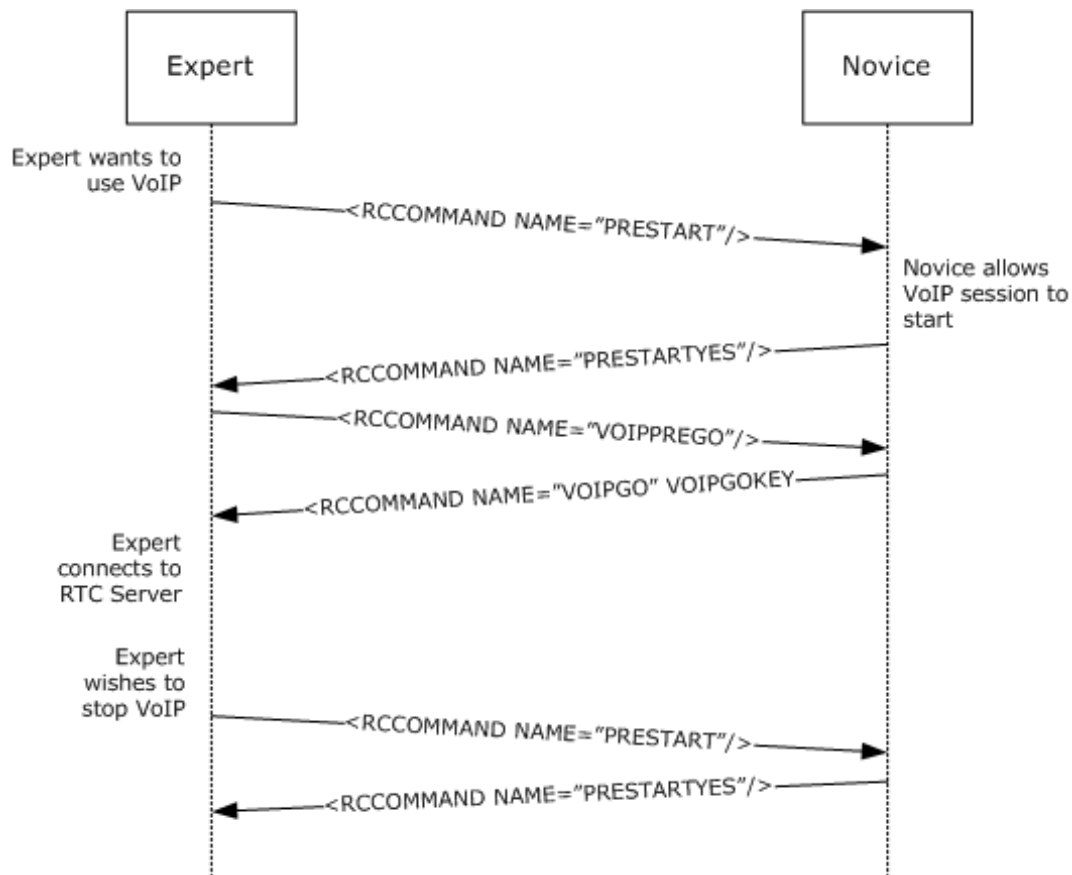 Expert
Novice
Expert wants to
use VoIP
<RCCOMMAND NAME=”PRESTART”/>
Novice allows
VoIP session to
start
<RCCOMMAND NAME=”PRESTARTYES”/>
<RCCOMMAND NAME=”VOIPPREGO”/>
<RCCOMMAND NAME=”VOIPGO” VOIPGOKEY
Expert
connects to
RTC Server
Expert
wishes to
stop VoIP
<RCCOMMAND NAME=”PRESTART”/>
<RCCOMMAND NAME=”PRESTARTYES”/>